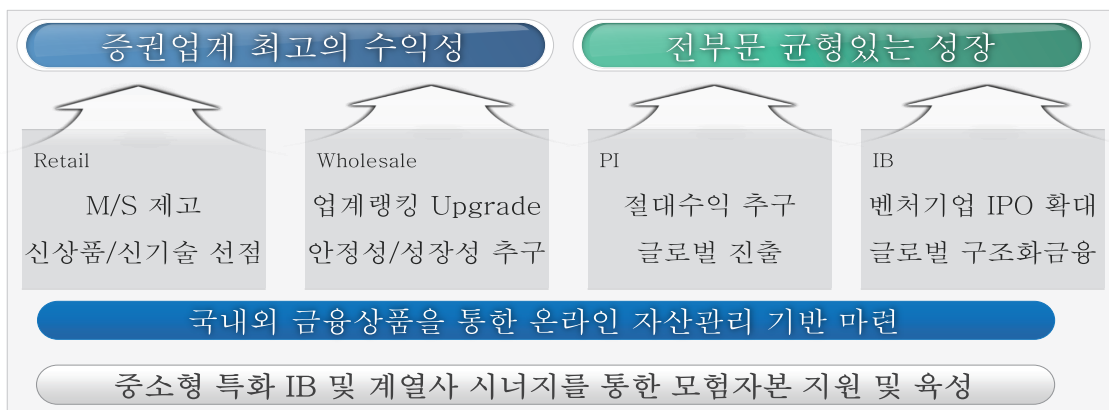 증권업계 최고의 수익성
전부문 균형있는 성장
Retail
M/S 제고
신상품/신기술 선점
Wholesale
업계랭킹 Upgrade
안정성/성장성 추구
PI
절대수익 추구
글로벌 진출
IB
벤처기업 IPO 확대
글로벌 구조화금융
국내외 금융상품을 통한 온라인 자산관리 기반 마련
중소형 특화 IB 및 계열사 시너지를 통한 모험자본 지원 및 육성